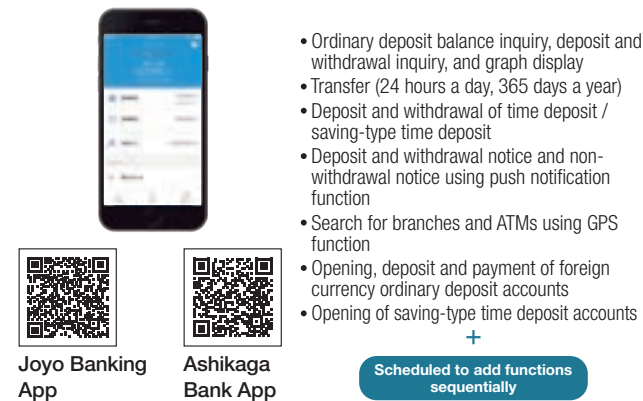 • Ordinary deposit balance inquiry, deposit and
withdrawal inquiry, and graph display
• Transfer (24 hours a day, 365 days a year)
• Deposit and withdrawal of time deposit /
saving-type time deposit
• Deposit and withdrawal notice and non-
withdrawal notice using push notification
function
• Search for branches and ATMs using GPS
function
• Opening, deposit and payment of foreign
currency ordinary deposit accounts
• Opening of saving-type time deposit accounts
+
Scheduled to add functions
sequentially
Joyo Banking
App
Ashikaga
Bank App